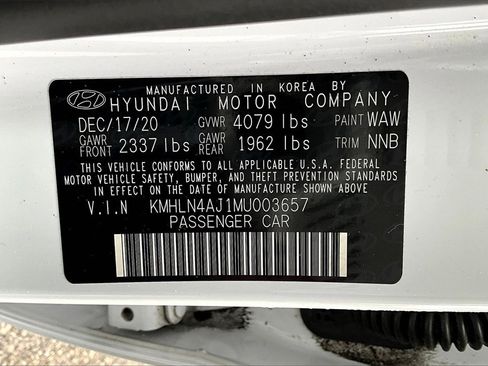 MANUFACTURED IN KOREA BY
HYUNDAI MOTOR COMPANY
DEC/17/20 GVWR 4079 lbs PAINT WAW
GAWR FRONT 2337 lbs GAWR REAR 1962 lbs TRIM NNB
THIS VEHICLE CONFORMS TO ALL APPLICABLE U.S.A. FEDERAL
MOTOR VEHICLE SAFETY, BUMPER, AND THEFT PREVENTION STANDARDS
IN EFFECT ON THE DATE OF MANUFACTURE SHOWN ABOVE
V.I.N KMHLN4AJ1MU003657
PASSENGER CAR